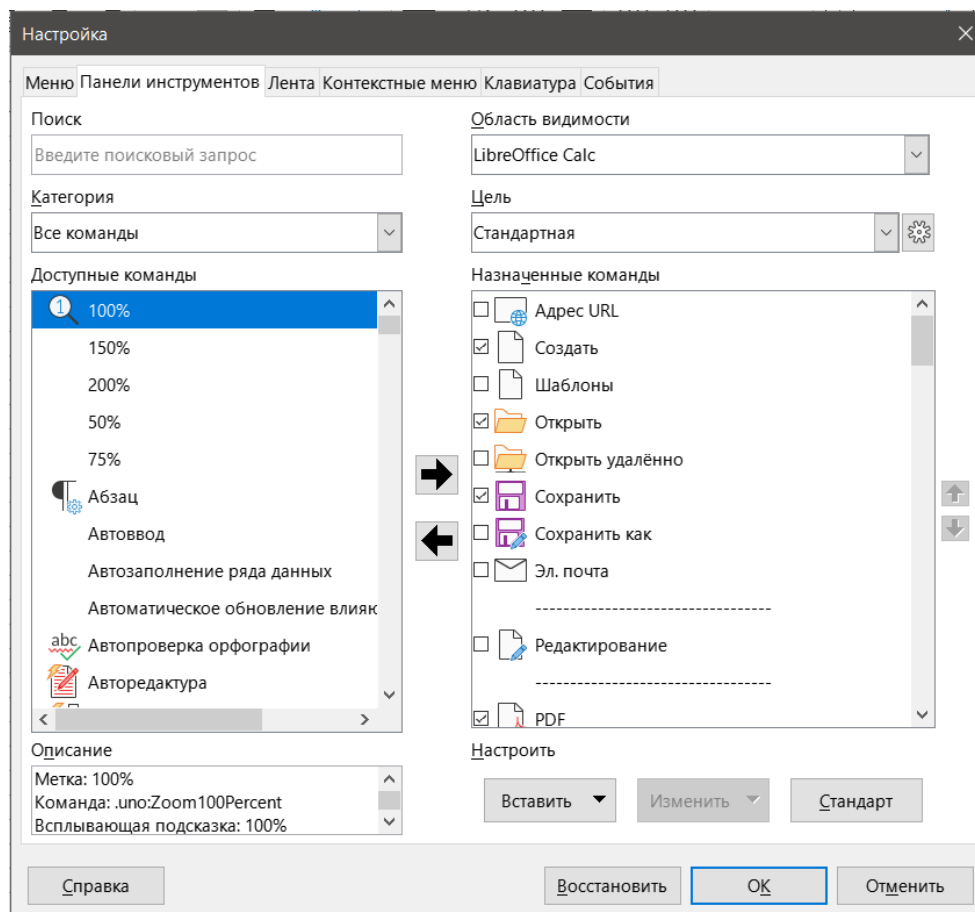 Настройка
Меню Панели инструментов Лента Контекстные меню Клавиатура События
Поиск
Введите поисковый запрос
Категория
Все команды
Доступные команды
100%
150%
200%
50%
75%
Абзац
Автоввод
Автозаполнение ряда данных
Автоматическое обновление влияю
abc Автопроверка орфографии
Авторедактура
Описание
Метка: 100%
Команда: .uno:Zoom100Percent
Всплывающая подсказка: 100%
Область видимости
LibreOffice Calc
Цель
Стандартная
Назначенные команды
Адрес URL
Создать
Шаблоны
Открыть
Открыть удалённо
Сохранить
Сохранить как
Эл. почта
---------------------------------
Редактирование
---------------------------------
PDF
Настроить
Вставить Изменить Стандарт
Справка Восстановить ОК Отменить